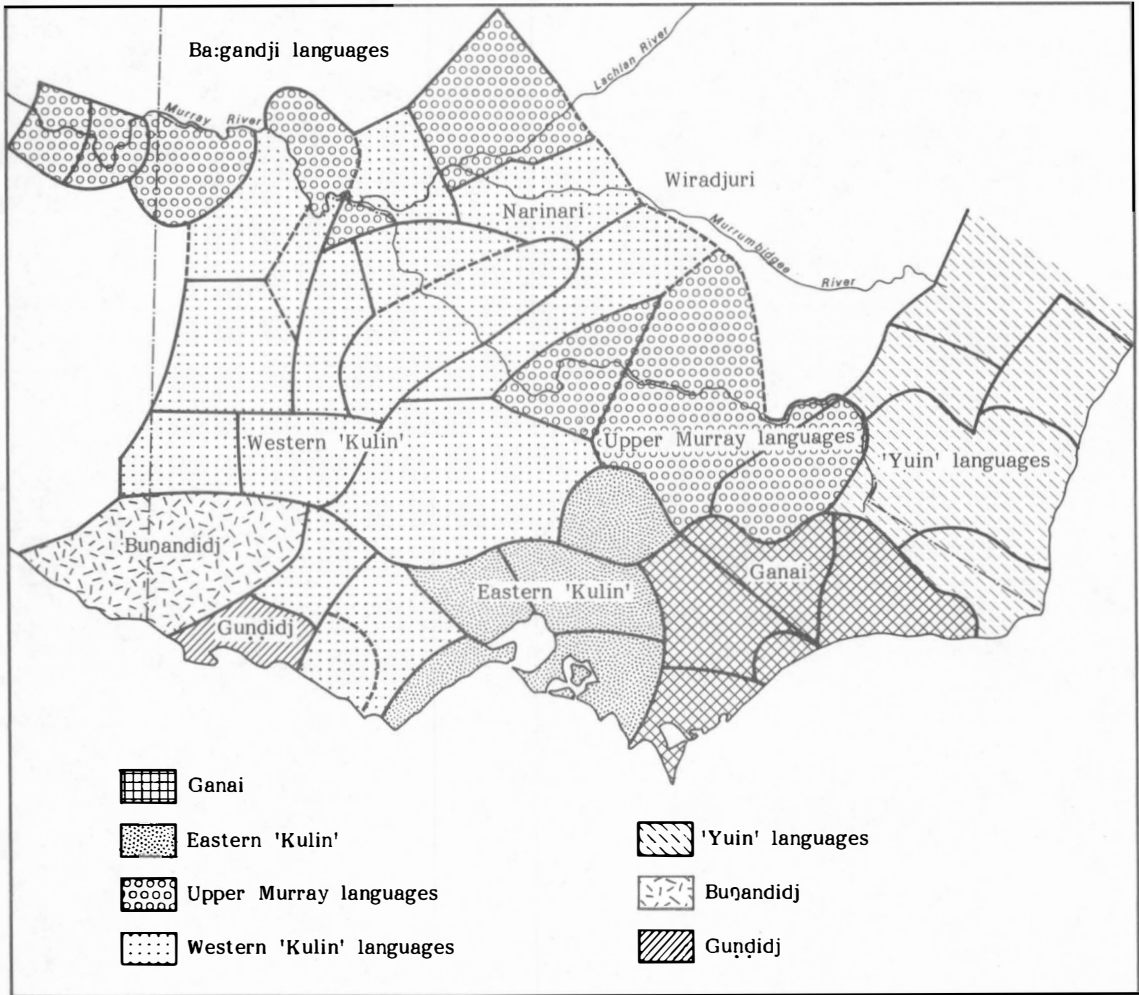 Ba:gandji languages
Lachlan River
Murray River
Wiradjuri
Narinari
Murrumbidgee River
Western 'Kulin'
Upper Murray languages
'Yuin' languages
Buŋandidj
Ganai
Eastern 'Kulin'
Guṇḍidj
Ganai
Eastern 'Kulin'
Upper Murray languages
Western 'Kulin' languages
'Yuin' languages
Buŋandidj
Guṇḍidj